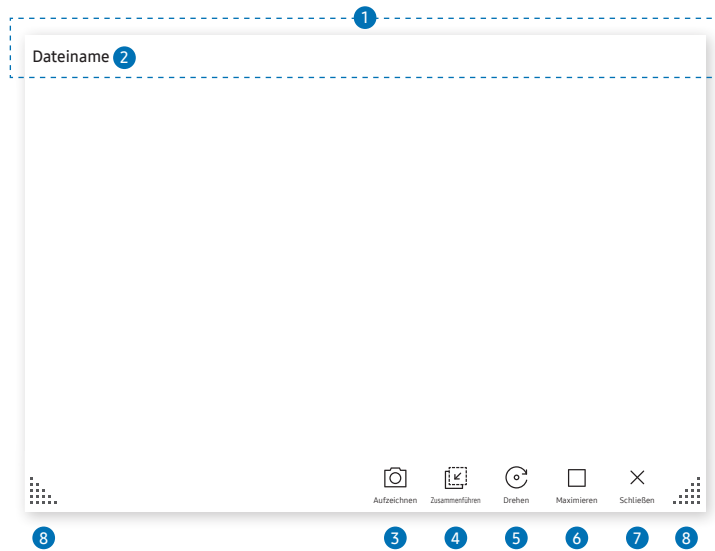 1
Dateiname 2
Aufzeichnen Zusammenführen Drehen Maximieren Schließen
8 3 4 5 6 7 8